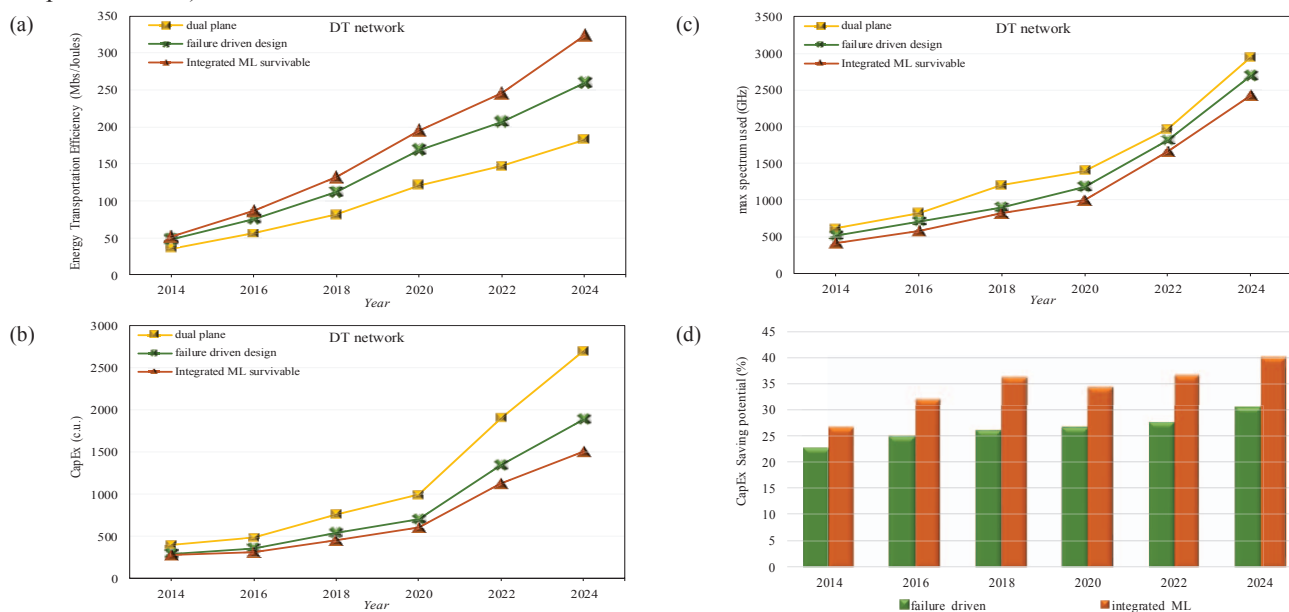 (a)
350
300
250
200
150
100
50
0
Energy Transportation Efficiency (Mbs/Joules)
DT network
dual plane
failure driven design
Integrated ML survivable
2014 2016 2018 2020 2022 2024
Year
(b)
3000
2500
2000
1500
1000
500
0
CapEx (c.u.)
DT network
dual plane
failure driven design
Integrated ML survivable
2014 2016 2018 2020 2022 2024
Year
(c)
3500
3000
2500
2000
1500
1000
500
0
max spectrum used (GHz)
DT network
dual plane
failure driven design
Integrated ML survivable
2014 2016 2018 2020 2022 2024
Year
(d)
45
40
35
30
25
20
15
10
5
0
CapEx Saving potential (%)
2014 2016 2018 2020 2022 2024
failure driven integrated ML